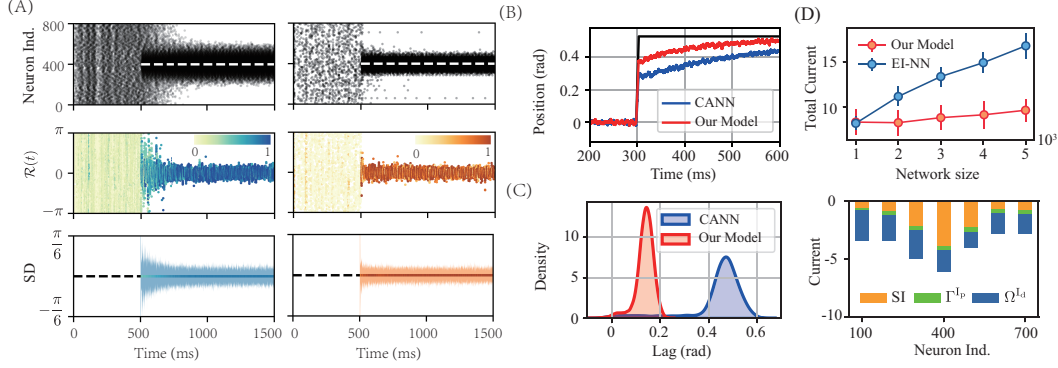 (A)
800
400
0
Neuron Ind.
0 1
0 1
π
0
−π
R(t)
π/6
−π/6
SD
0 500 1000 1500
Time (ms)
0 500 1000 1500
Time (ms)
(B)
0.4
0.2
0.0
Position (rad)
CANN
Our Model
200 300 400 500 600
Time (ms)
(C)
10
5
0
Density
CANN
Our Model
0 0.2 0.4 0.6
Lag (rad)
(D)
Our Model
EI-NN
15
10
Total Current
1 2 3 4 5
10³
Network size
0
-5
-10
Current
SI Γ^{I_p} Ω^{I_d}
100 400 700
Neuron Ind.